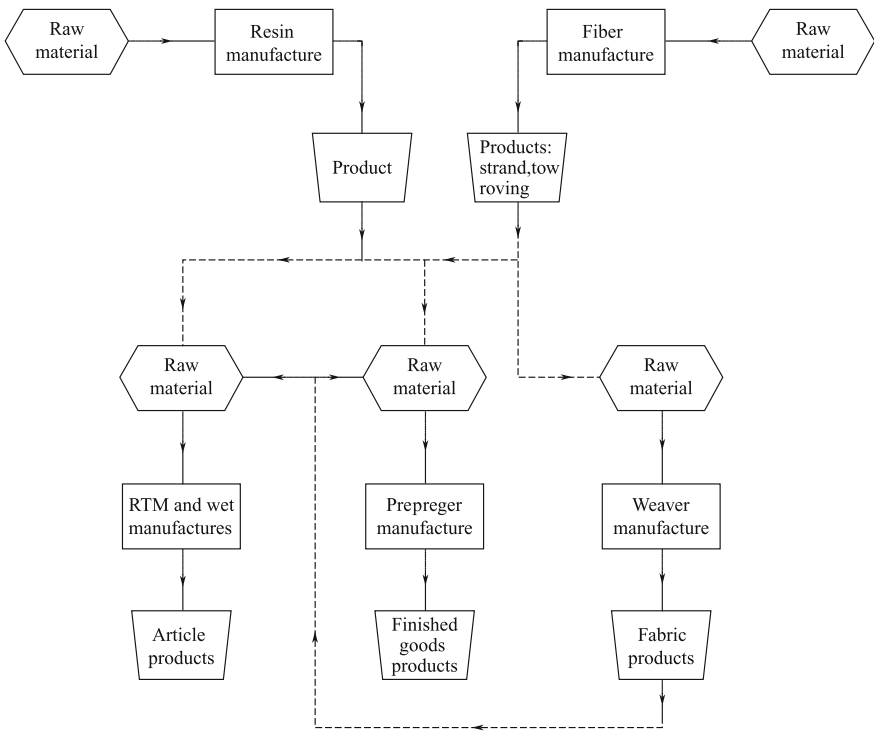 Raw
material
Resin
manufacture
Fiber
manufacture
Raw
material
Product
Products:
strand,tow
roving
Raw
material
Raw
material
Raw
material
RTM and wet
manufactures
Prepreger
manufacture
Weaver
manufacture
Article
products
Finished
goods
products
Fabric
products